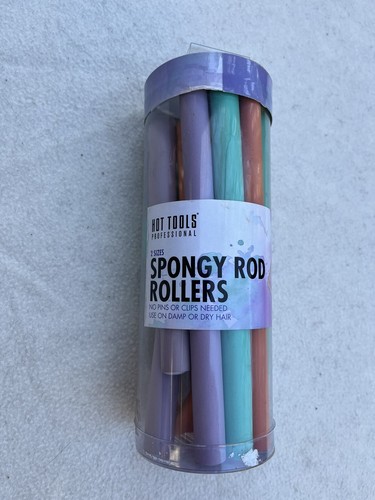 HOT TOOLS®
PROFESSIONAL
2 SIZES
SPONGY ROD
ROLLERS
NO PINS OR CLIPS NEEDED
USE ON DAMP OR DRY HAIR